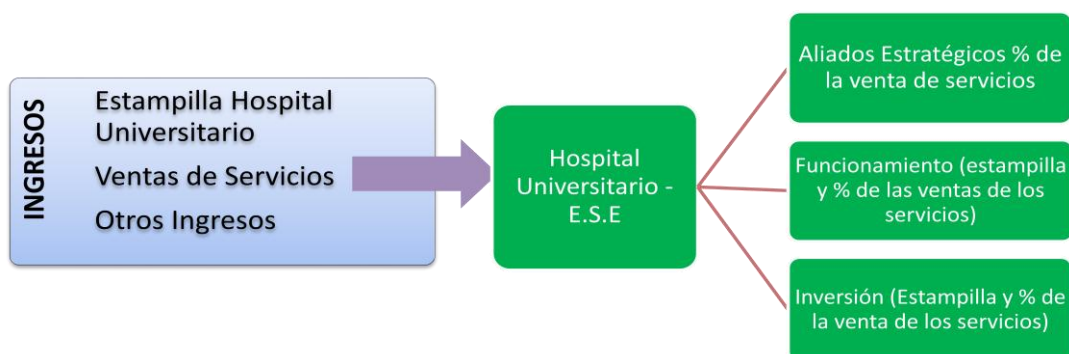 INGRESOS
Estampilla Hospital
Universitario
Ventas de Servicios
Otros Ingresos
Hospital
Universitario -
E.S.E
Aliados Estratégicos % de
la venta de servicios
Funcionamiento (estampilla
y % de las ventas de los
servicios)
Inversión (Estampilla y % de
la venta de los servicios)